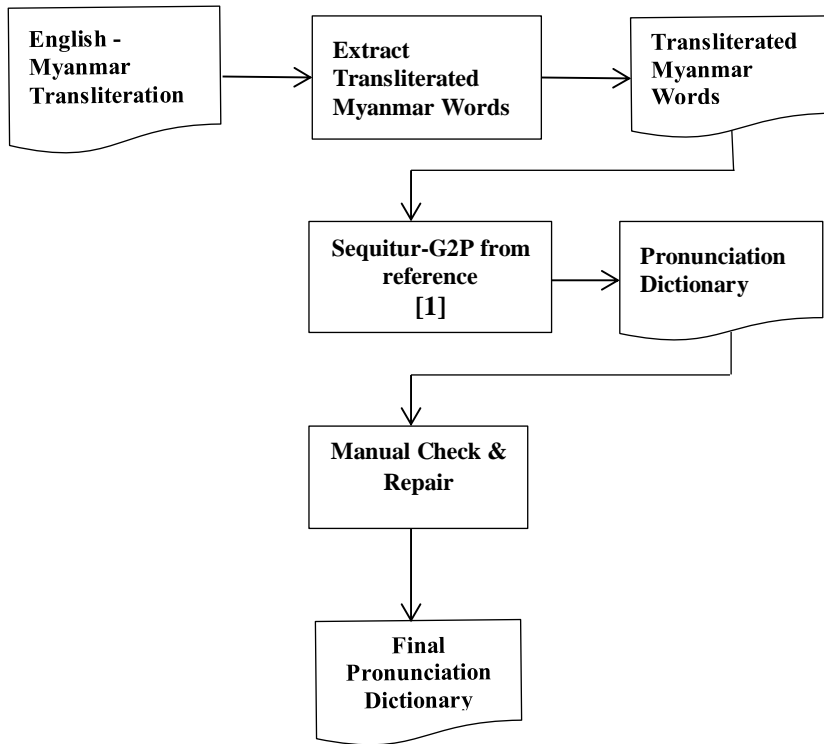 English -
Myanmar
Transliteration
Extract
Transliterated
Myanmar Words
Transliterated
Myanmar
Words
Sequitur-G2P from
reference
[1]
Pronunciation
Dictionary
Manual Check &
Repair
Final
Pronunciation
Dictionary